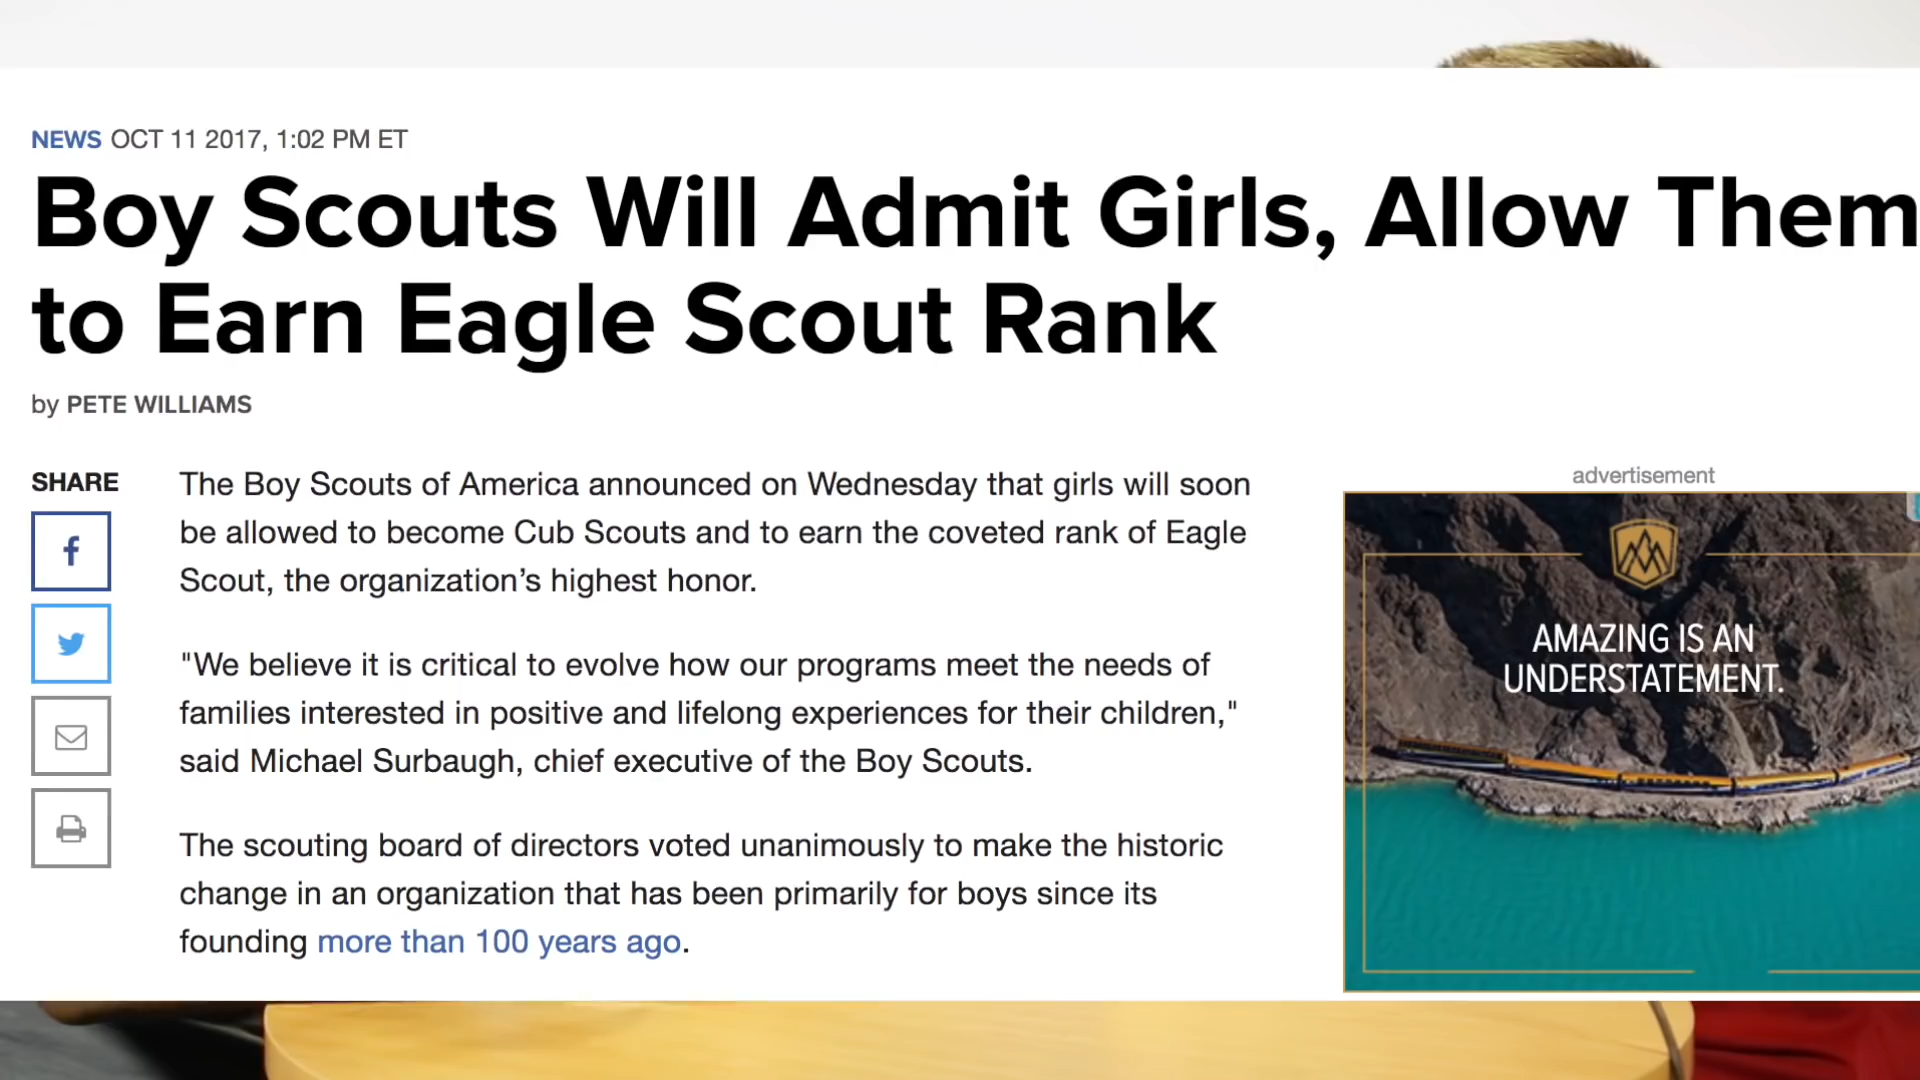 NEWS OCT 11 2017, 1:02 PM ET
Boy Scouts Will Admit Girls, Allow Them
to Earn Eagle Scout Rank
by PETE WILLIAMS
SHARE
The Boy Scouts of America announced on Wednesday that girls will soon
be allowed to become Cub Scouts and to earn the coveted rank of Eagle
Scout, the organization’s highest honor.
"We believe it is critical to evolve how our programs meet the needs of
families interested in positive and lifelong experiences for their children,"
said Michael Surbaugh, chief executive of the Boy Scouts.
The scouting board of directors voted unanimously to make the historic
change in an organization that has been primarily for boys since its
founding more than 100 years ago.
advertisement
AMAZING IS AN
UNDERSTATEMENT.